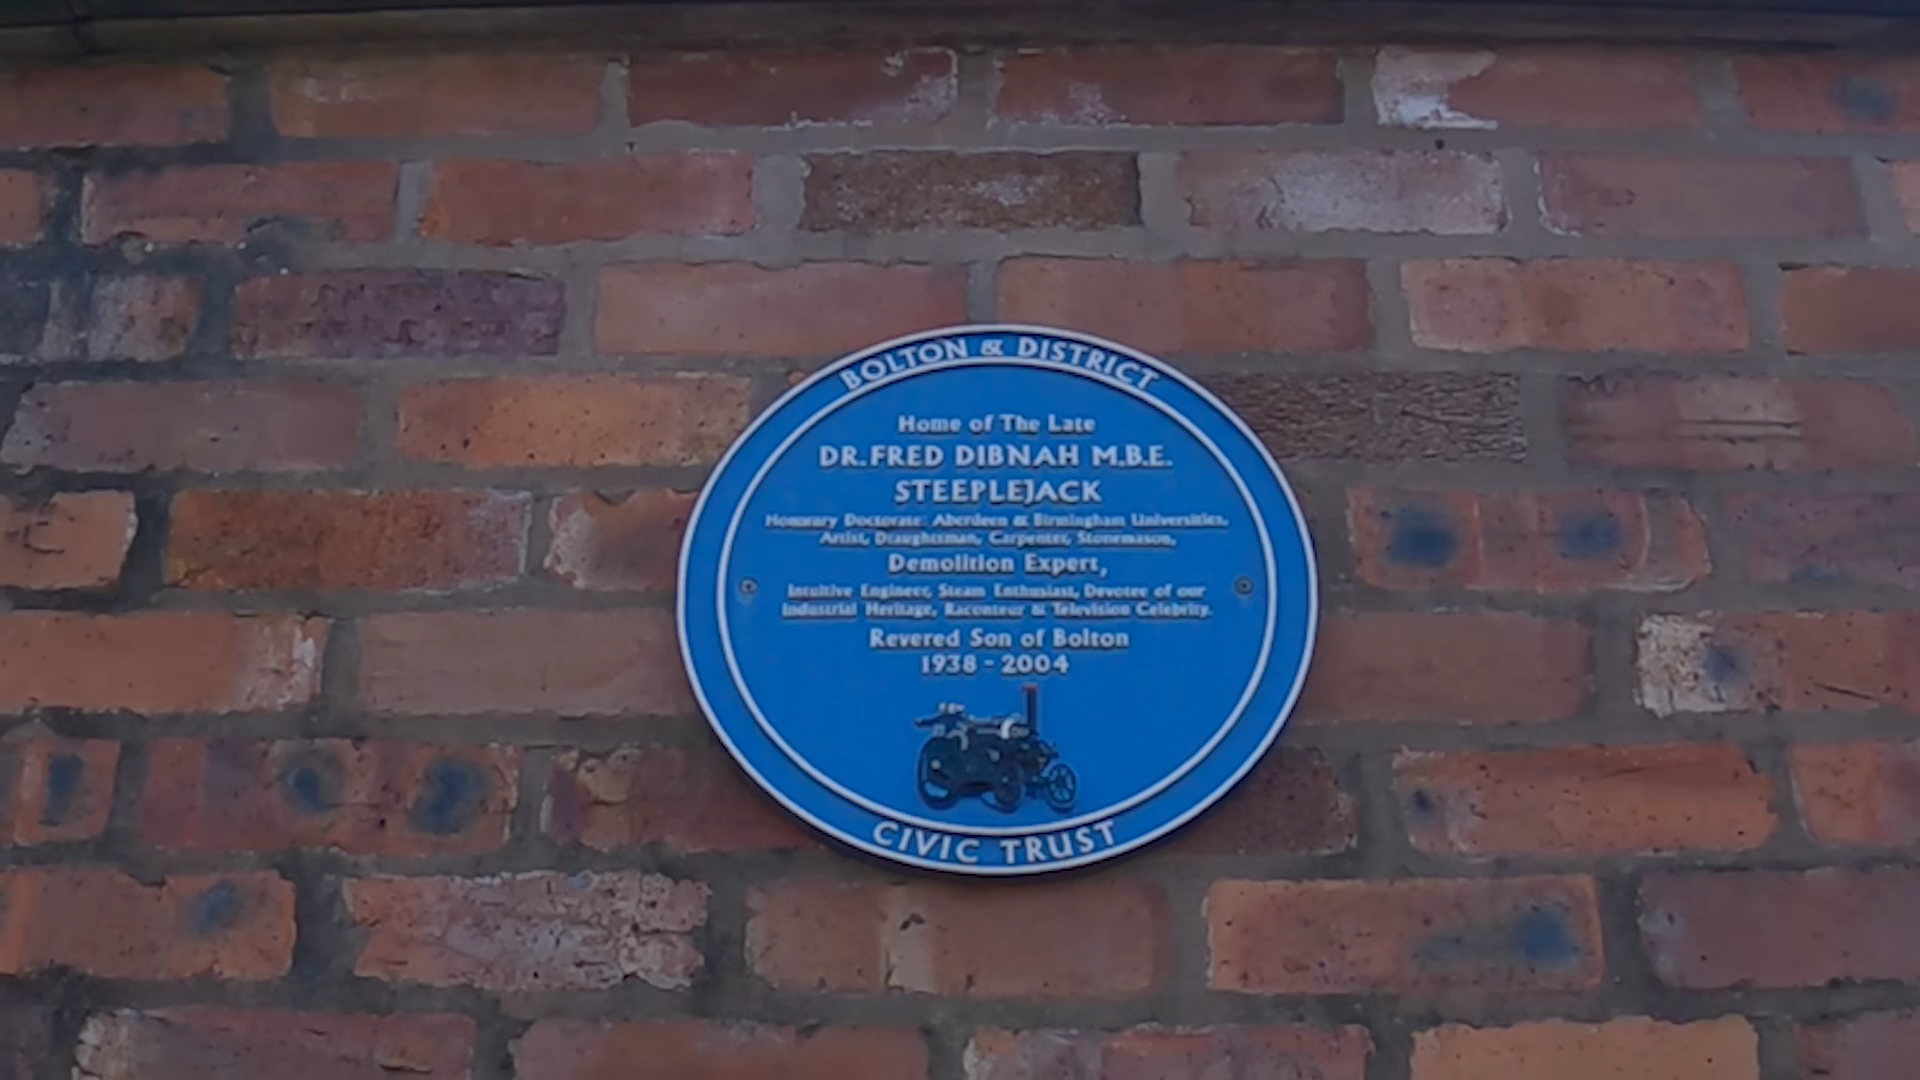 BOLTON & DISTRICT
Home of The Late
DR.FRED DIBNAH M.B.E.
STEEPLEJACK
Honorary Doctorate: Aberdeen & Birmingham Universities,
Artist, Draughtsman, Carpenter, Stonemason,
Demolition Expert,
Intuitive Engineer, Steam Enthusiast, Devotee of our
Industrial Heritage, Raconteur & Television Celebrity.
Revered Son of Bolton
1938 - 2004
CIVIC TRUST